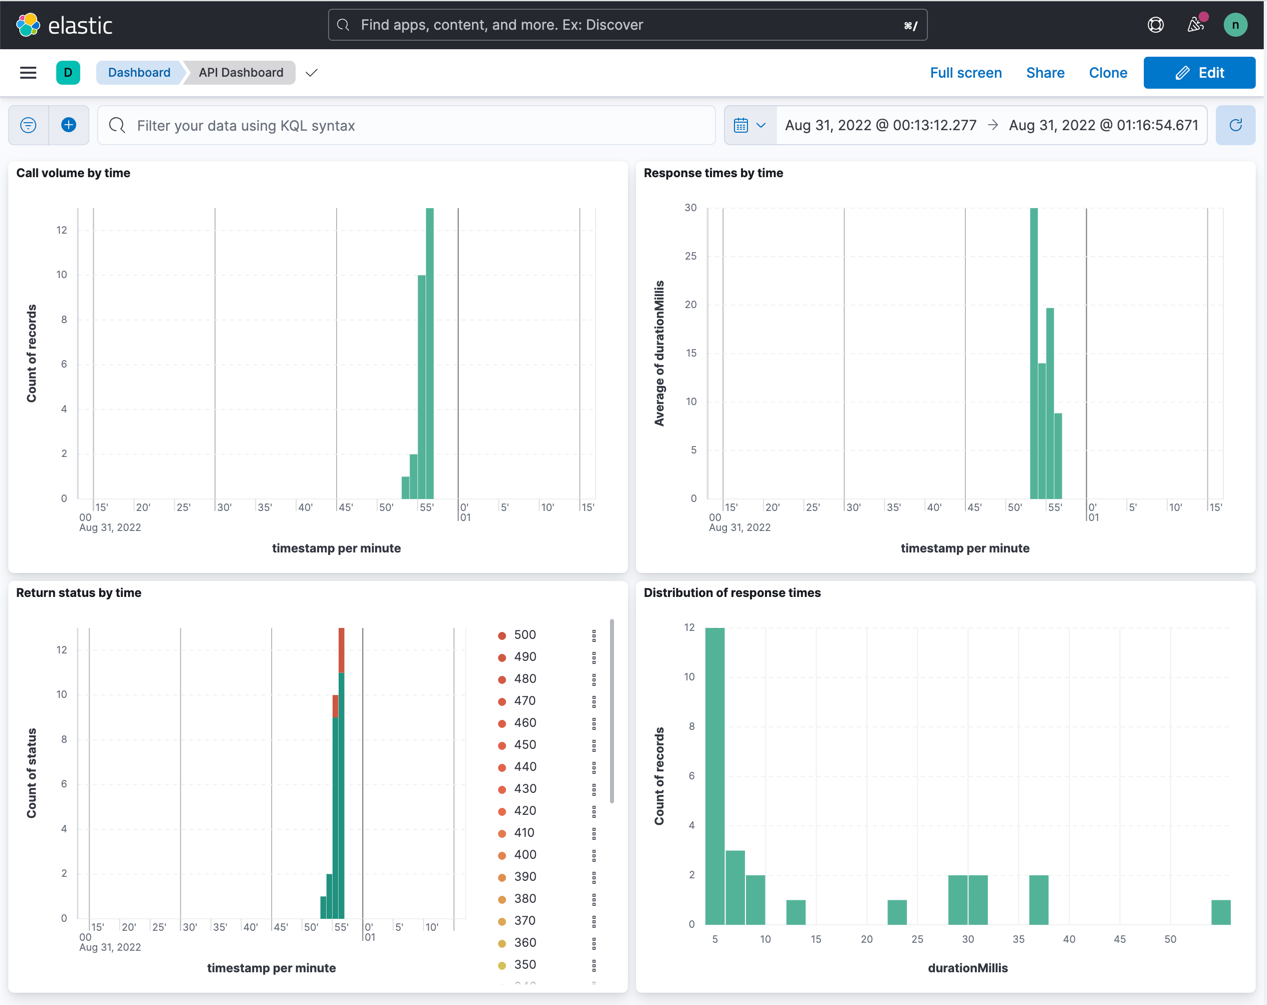 elastic
Find apps, content, and more. Ex: Discover
⌘/
n
D
Dashboard
API Dashboard
Full screen
Share
Clone
Edit
Filter your data using KQL syntax
Aug 31, 2022 @ 00:13:12.277 → Aug 31, 2022 @ 01:16:54.671
Call volume by time
12
10
8
6
4
2
0
Count of records
15' 20' 25' 30' 35' 40' 45' 50' 55' 0' 5' 10' 15'
00 01
Aug 31, 2022
timestamp per minute
Response times by time
30
25
20
15
10
5
0
Average of durationMillis
15' 20' 25' 30' 35' 40' 45' 50' 55' 0' 5' 10' 15'
00 01
Aug 31, 2022
timestamp per minute
Return status by time
12
10
8
6
4
2
0
Count of status
15' 20' 25' 30' 35' 40' 45' 50' 55' 0' 5' 10'
00 01
Aug 31, 2022
timestamp per minute
500
490
480
470
460
450
440
430
420
410
400
390
380
370
360
350
Distribution of response times
12
10
8
6
4
2
0
Count of records
5 10 15 20 25 30 35 40 45 50
durationMillis